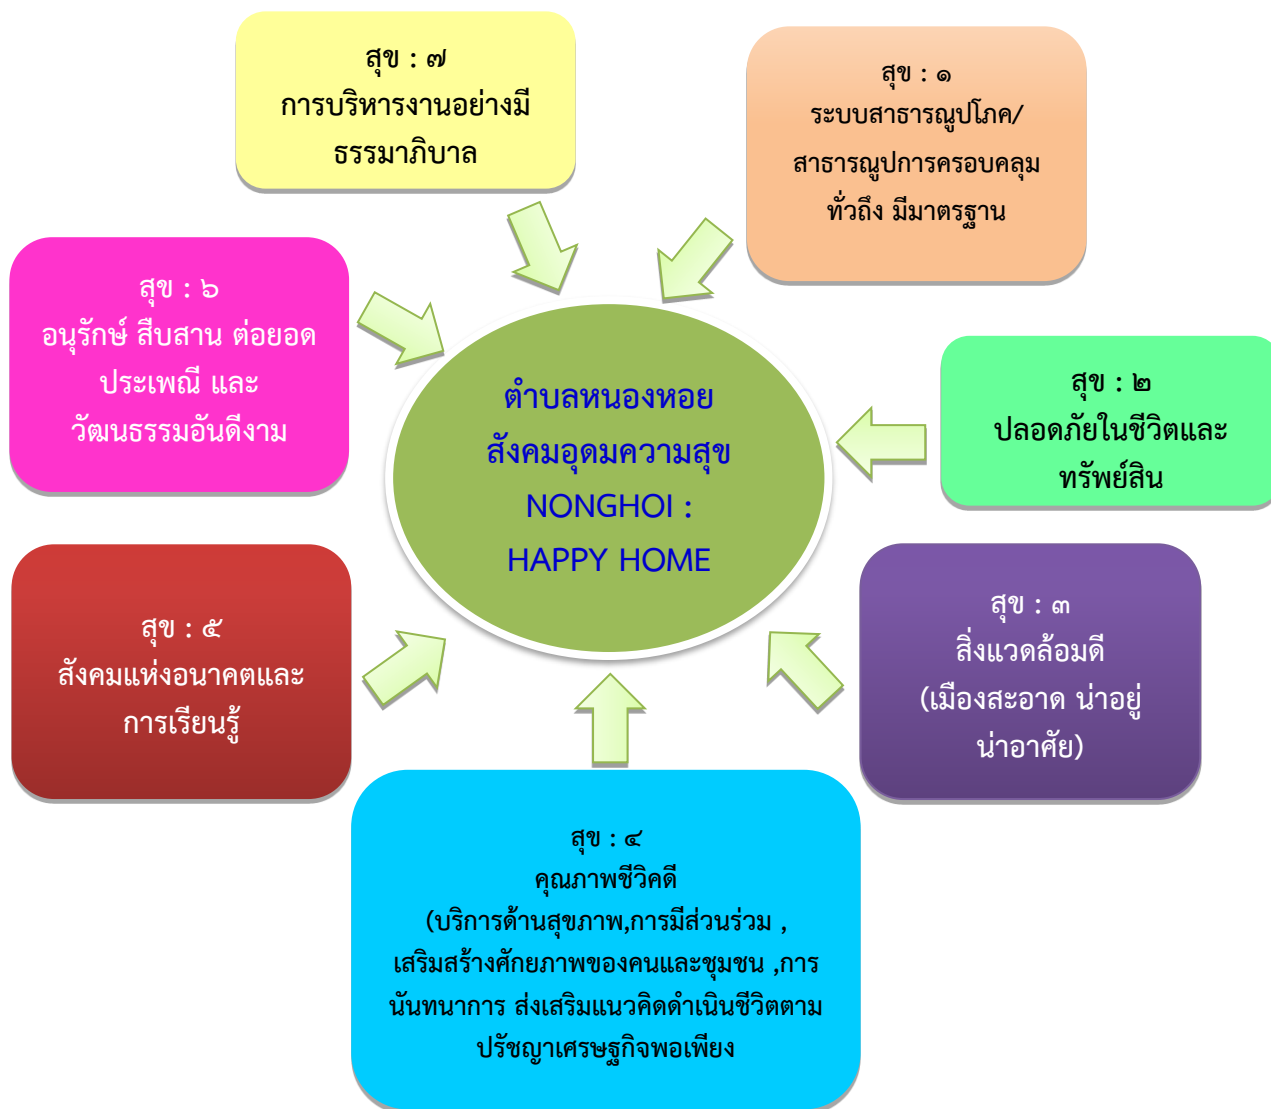 สุข : ๗
การบริหารงานอย่างมี
ธรรมาภิบาล
สุข : ๑
ระบบสาธารณูปโภค/
สาธารณูปการครอบคลุม
ทั่วถึง มีมาตรฐาน
สุข : ๖
อนุรักษ์ สืบสาน ต่อยอด
ประเพณี และ
วัฒนธรรมอันดีงาม
ตำบลหนองหอย
สังคมอุดมความสุข
NONGHOI :
HAPPY HOME
สุข : ๒
ปลอดภัยในชีวิตและ
ทรัพย์สิน
สุข : ๕
สังคมแห่งอนาคตและ
การเรียนรู้
สุข : ๓
สิ่งแวดล้อมดี
(เมืองสะอาด น่าอยู่
น่าอาศัย)
สุข : ๔
คุณภาพชีวิคดี
(บริการด้านสุขภาพ,การมีส่วนร่วม ,
เสริมสร้างศักยภาพของคนและชุมชน ,การ
นันทนาการ ส่งเสริมแนวคิดดำเนินชีวิตตาม
ปรัชญาเศรษฐกิจพอเพียง